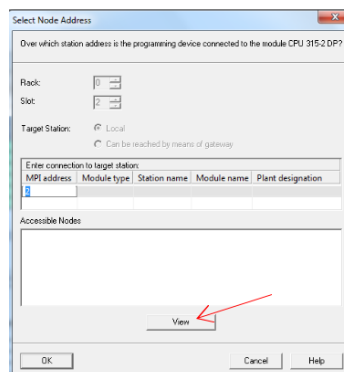 Select Node Address
Over which station address is the programming device connected to the module CPU 315-2 DP?
Rack: 0
Slot: 2
Target Station: Local
Can be reached by means of gateway
Enter connection to target station:
MPI address Module type Station name Module name Plant designation
2
Accessible Nodes
View
OK Cancel Help